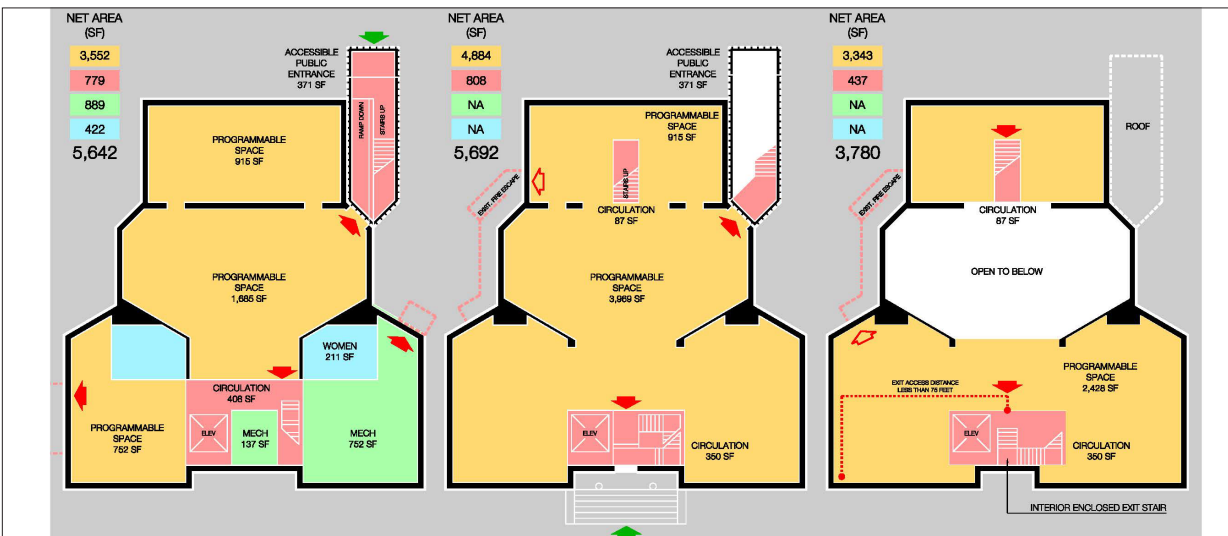 NET AREA
(SF)
3,552
779
889
422
5,642
ACCESSIBLE
PUBLIC
ENTRANCE
371 SF
RAMP DOWN
STAIRS UP
PROGRAMMABLE
SPACE
915 SF
PROGRAMMABLE
SPACE
1,685 SF
WOMEN
211 SF
CIRCULATION
408 SF
ELEV
MECH
137 SF
MECH
752 SF
PROGRAMMABLE
SPACE
752 SF
NET AREA
(SF)
4,884
808
NA
NA
5,692
ACCESSIBLE
PUBLIC
ENTRANCE
371 SF
PROGRAMMABLE
SPACE
915 SF
EXIST. FIRE ESCAPE
STAIRS UP
CIRCULATION
87 SF
PROGRAMMABLE
SPACE
3,969 SF
ELEV
CIRCULATION
350 SF
NET AREA
(SF)
3,343
437
NA
NA
3,780
ROOF
EXIST. FIRE ESCAPE
CIRCULATION
87 SF
OPEN TO BELOW
PROGRAMMABLE
SPACE
2,428 SF
EXIT ACCESS DISTANCE
LESS THAN 75 FEET
ELEV
CIRCULATION
350 SF
INTERIOR ENCLOSED EXIT STAIR